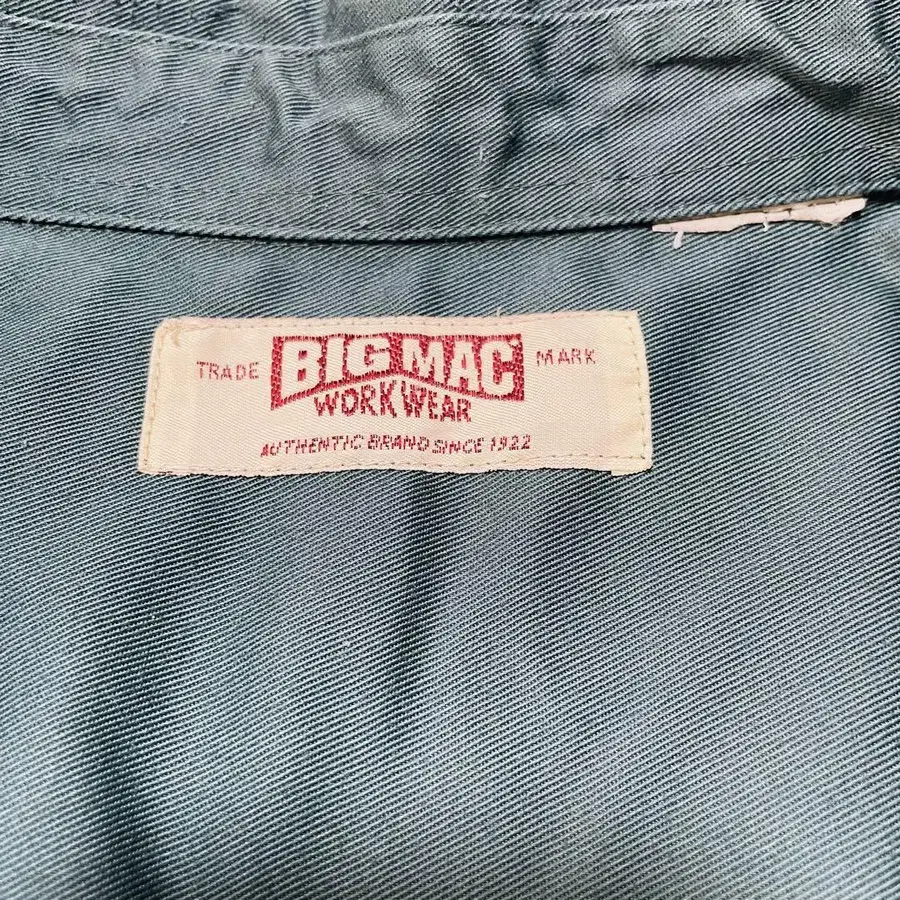 TRADE BIG MAC MARK
WORK WEAR
AUTHENTIC BRAND SINCE 1922